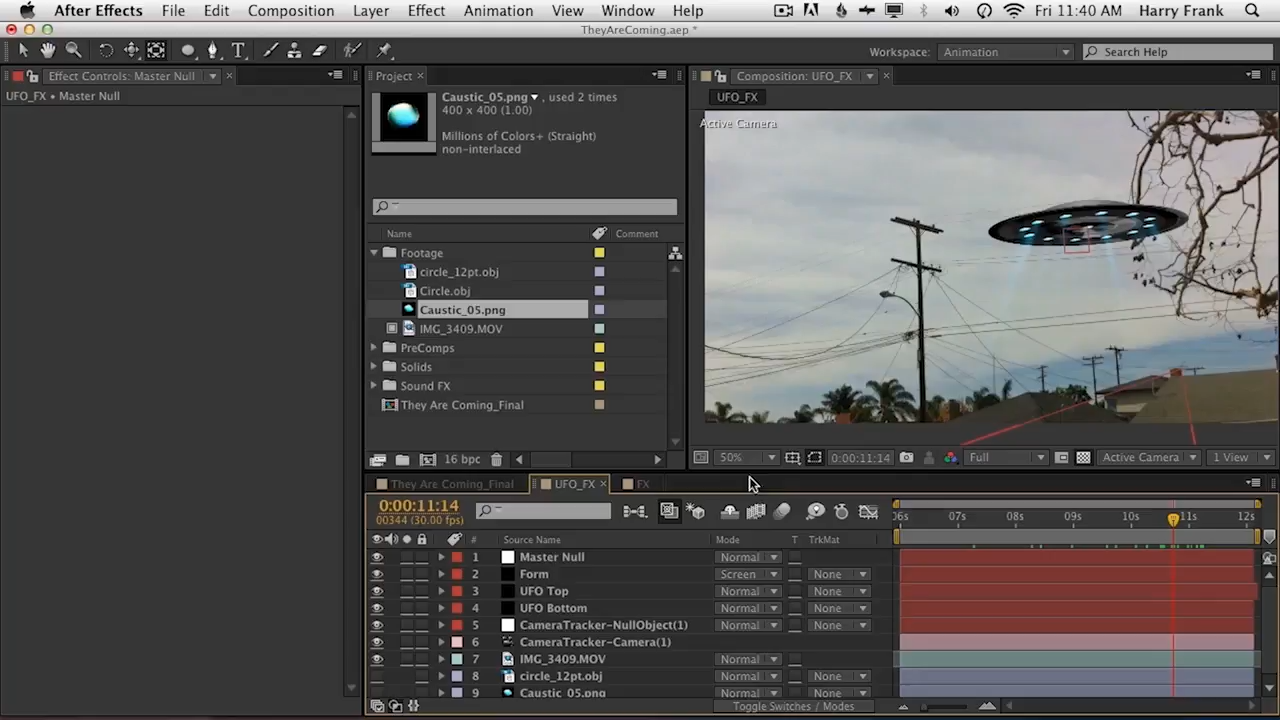 After Effects File Edit Composition Layer Effect Animation View Window Help Fri 11:40 AM Harry Frank
TheyAreComing.aep *
Workspace: Animation Search Help
Effect Controls: Master Null
UFO_FX • Master Null
Project
Caustic_05.png , used 2 times
400 x 400 (1.00)
Millions of Colors+ (Straight)
non-interlaced
Name Comment
Footage
circle_12pt.obj
Circle.obj
Caustic_05.png
IMG_3409.MOV
PreComps
Solids
Sound FX
They Are Coming_Final
16 bpc
Composition: UFO_FX
UFO_FX
Active Camera
50% 0:00:11:14 Full Active Camera 1 View
They Are Coming_Final UFO_FX FX
0:00:11:14
00344 (30.00 fps)
06s 07s 08s 09s 10s 11s 12s
# Source Name Mode T TrkMat
1 Master Null Normal
2 Form Screen None
3 UFO Top Normal None
4 UFO Bottom Normal None
5 CameraTracker-NullObject(1) Normal None
6 CameraTracker-Camera(1)
7 IMG_3409.MOV Normal None
8 circle_12pt.obj Normal None
9 Caustic_05.png Normal None
Toggle Switches / Modes